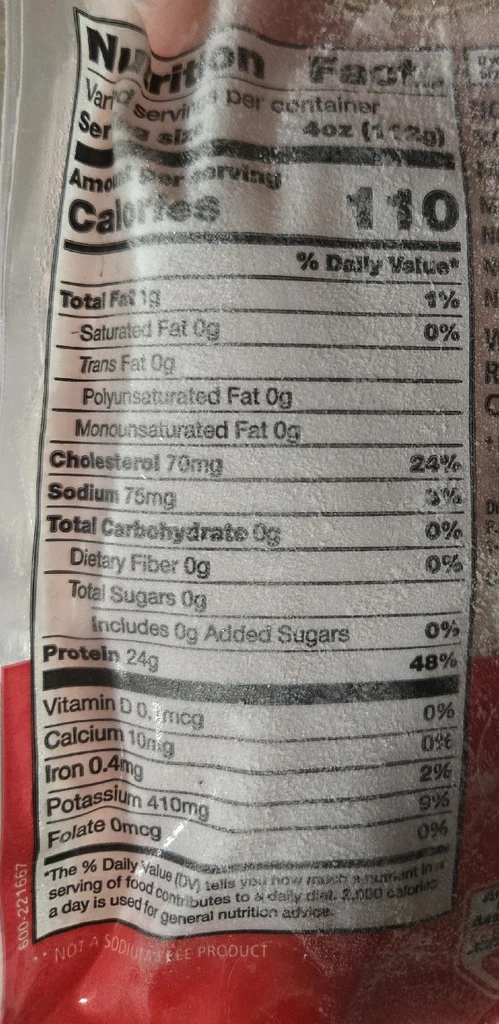 Nutrition Facts
Varied servings per container
Serving size 4oz (112g)
Amount per serving
Calories 110
% Daily Value*
Total Fat 1g 1%
-Saturated Fat 0g 0%
Trans Fat 0g
Polyunsaturated Fat 0g
Monounsaturated Fat 0g
Cholesterol 70mg 24%
Sodium 75mg 3%
Total Carbohydrate 0g 0%
Dietary Fiber 0g 0%
Total Sugars 0g
Includes 0g Added Sugars 0%
Protein 24g 48%
Vitamin D 0%
Calcium 10mg 0%
Iron 0.4mg 2%
Potassium 410mg 9%
Folate 0mcg 0%
*The % Daily Value (DV) tells you how much a nutrient in a
serving of food contributes to a daily diet. 2,000 calories
a day is used for general nutrition advice.
** NOT A SODIUM FREE PRODUCT
600-221667